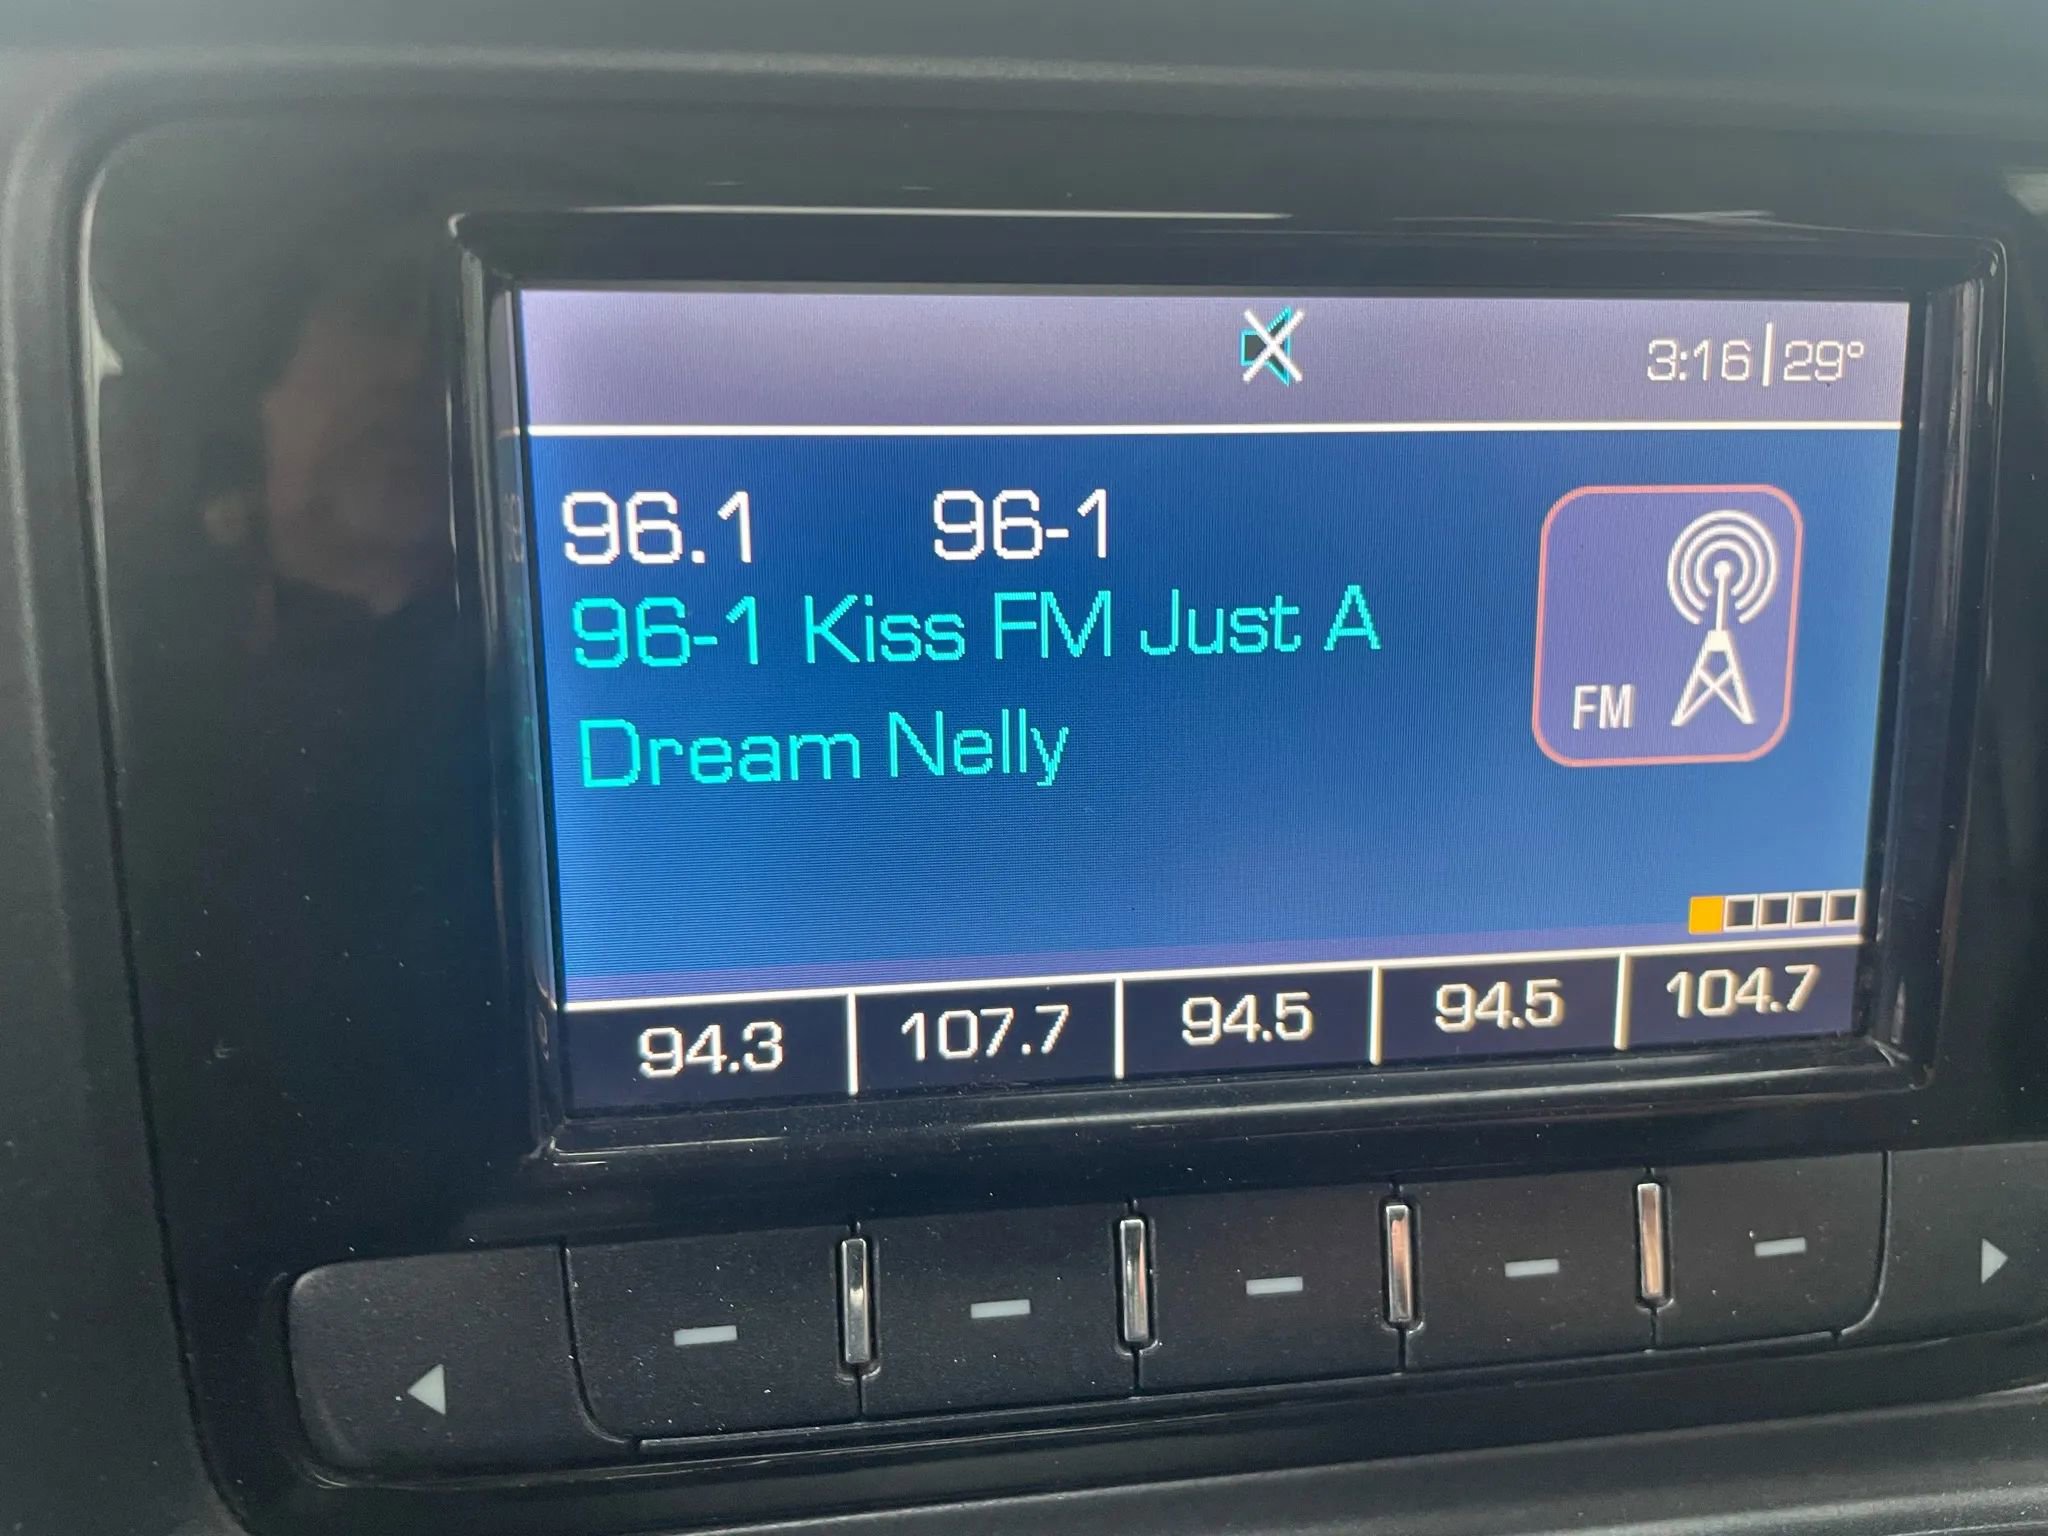 3:16|29°
96.1 96-1
96-1 Kiss FM Just A
Dream Nelly
FM
94.3 107.7 94.5 94.5 104.7